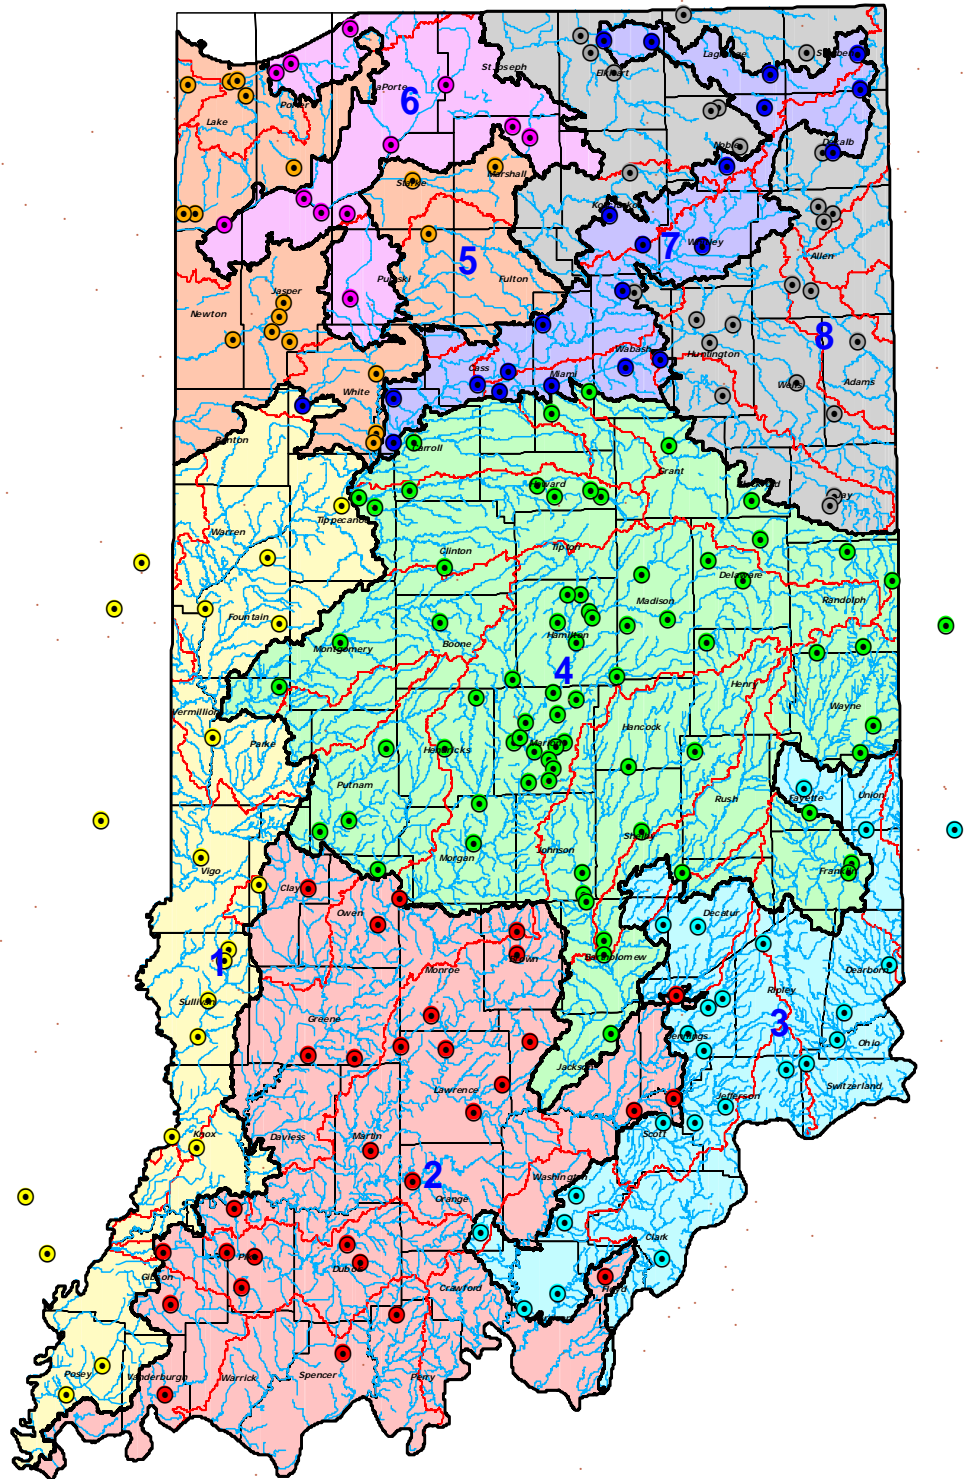 St Joseph
Lagrange
Steuben
Elkhart
LaPorte
6
Porter
Lake
Noble
Dekalb
Marshall
Starke
Kosciusko
7
Whitley
Allen
5
Pulaski
Fulton
Jasper
Newton
8
Wabash
Huntington
Cass
Miami
Wells
Adams
White
Benton
Carroll
Grant
Howard
Blackford
Jay
Tippecanoe
Warren
Clinton
Tipton
Delaware
Madison
Randolph
Fountain
Hamilton
Boone
Montgomery
4
Henry
Vermillion
Wayne
Hancock
Parke
Hendricks
Marion
Putnam
Rush
Fayette
Union
Shelby
Morgan
Johnson
Vigo
Franklin
Clay
Owen
Decatur
1
Monroe
Brown
Bartholomew
Dearborn
Ripley
Sullivan
Greene
3
Jennings
Ohio
Jackson
Lawrence
Switzerland
Jefferson
Knox
Daviess
Martin
Scott
2
Washington
Orange
Clark
Pike
Dubois
Gibson
Crawford
Floyd
Posey
Vanderburgh
Warrick
Spencer
Perry